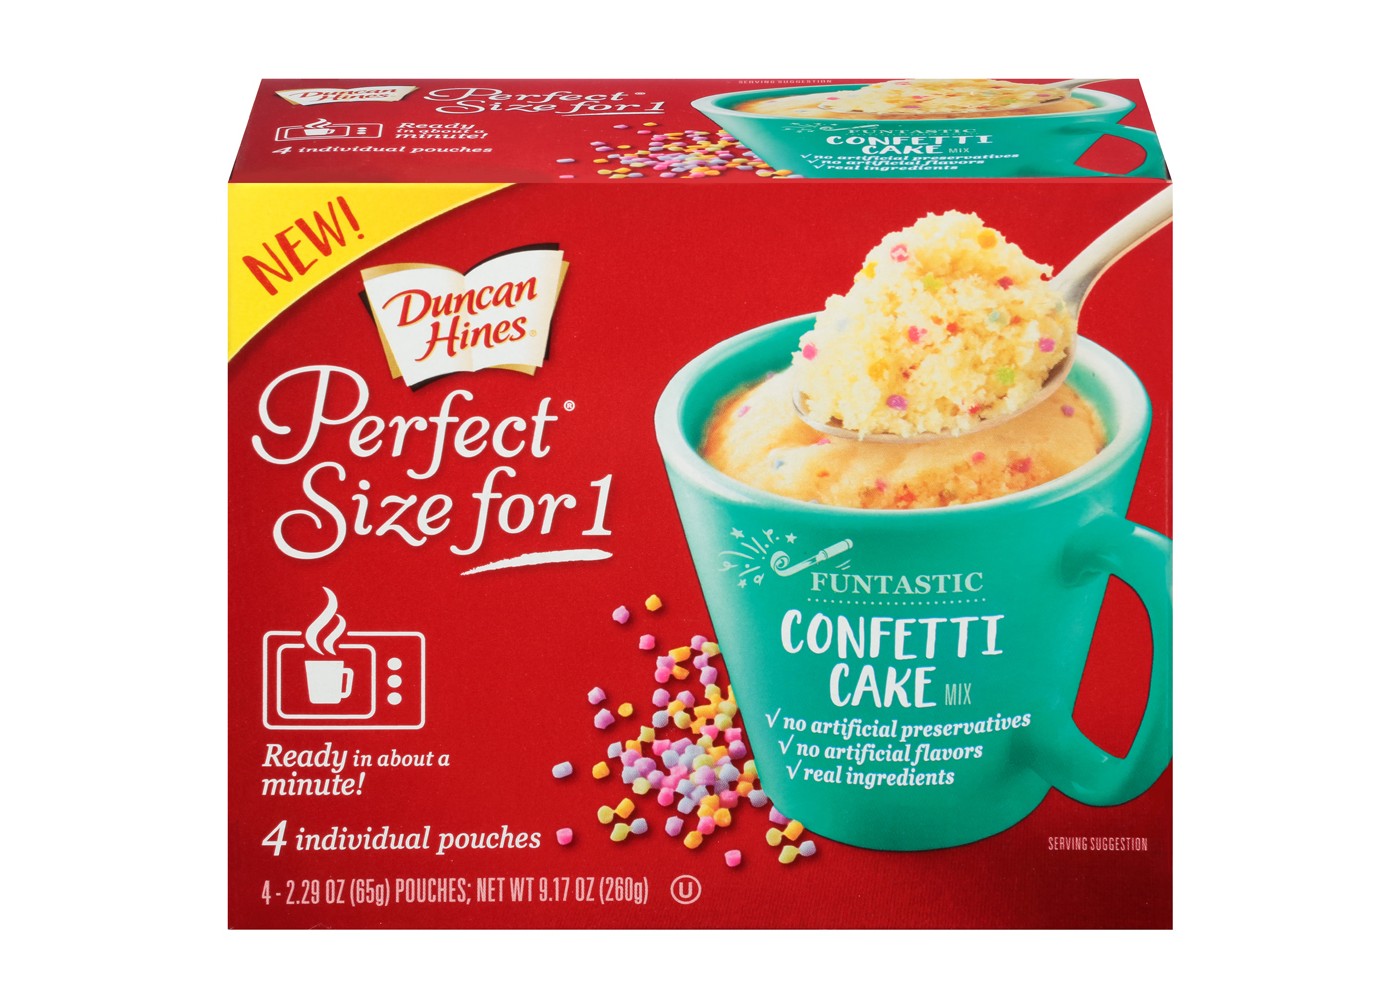 SERVING SUGGESTION
Duncan
Hines
Perfect®
Size for 1
Ready
in about a
minute!
4 individual pouches
FUNTASTIC
CONFETTI
CAKE MIX
√ no artificial preservatives
√ no artificial flavors
√ real ingredients
NEW!
Duncan
Hines®
Perfect®
Size for 1
Ready in about a
minute!
4 individual pouches
4 - 2.29 OZ (65g) POUCHES; NET WT 9.17 OZ (260g) U
FUNTASTIC
CONFETTI
CAKE MIX
√ no artificial preservatives
√ no artificial flavors
√ real ingredients
SERVING SUGGESTION